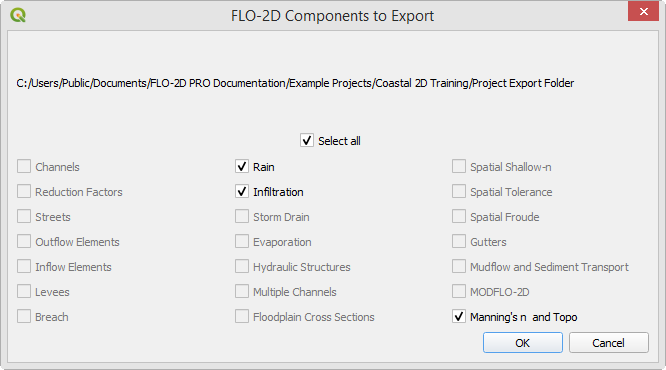 FLO-2D Components to Export
C:/Users/Public/Documents/FLO-2D PRO Documentation/Example Projects/Coastal 2D Training/Project Export Folder
Select all
Channels
Reduction Factors
Streets
Outflow Elements
Inflow Elements
Levees
Breach
Rain
Infiltration
Storm Drain
Evaporation
Hydraulic Structures
Multiple Channels
Floodplain Cross Sections
Spatial Shallow-n
Spatial Tolerance
Spatial Froude
Gutters
Mudflow and Sediment Transport
MODFLO-2D
Manning's n and Topo
OK
Cancel